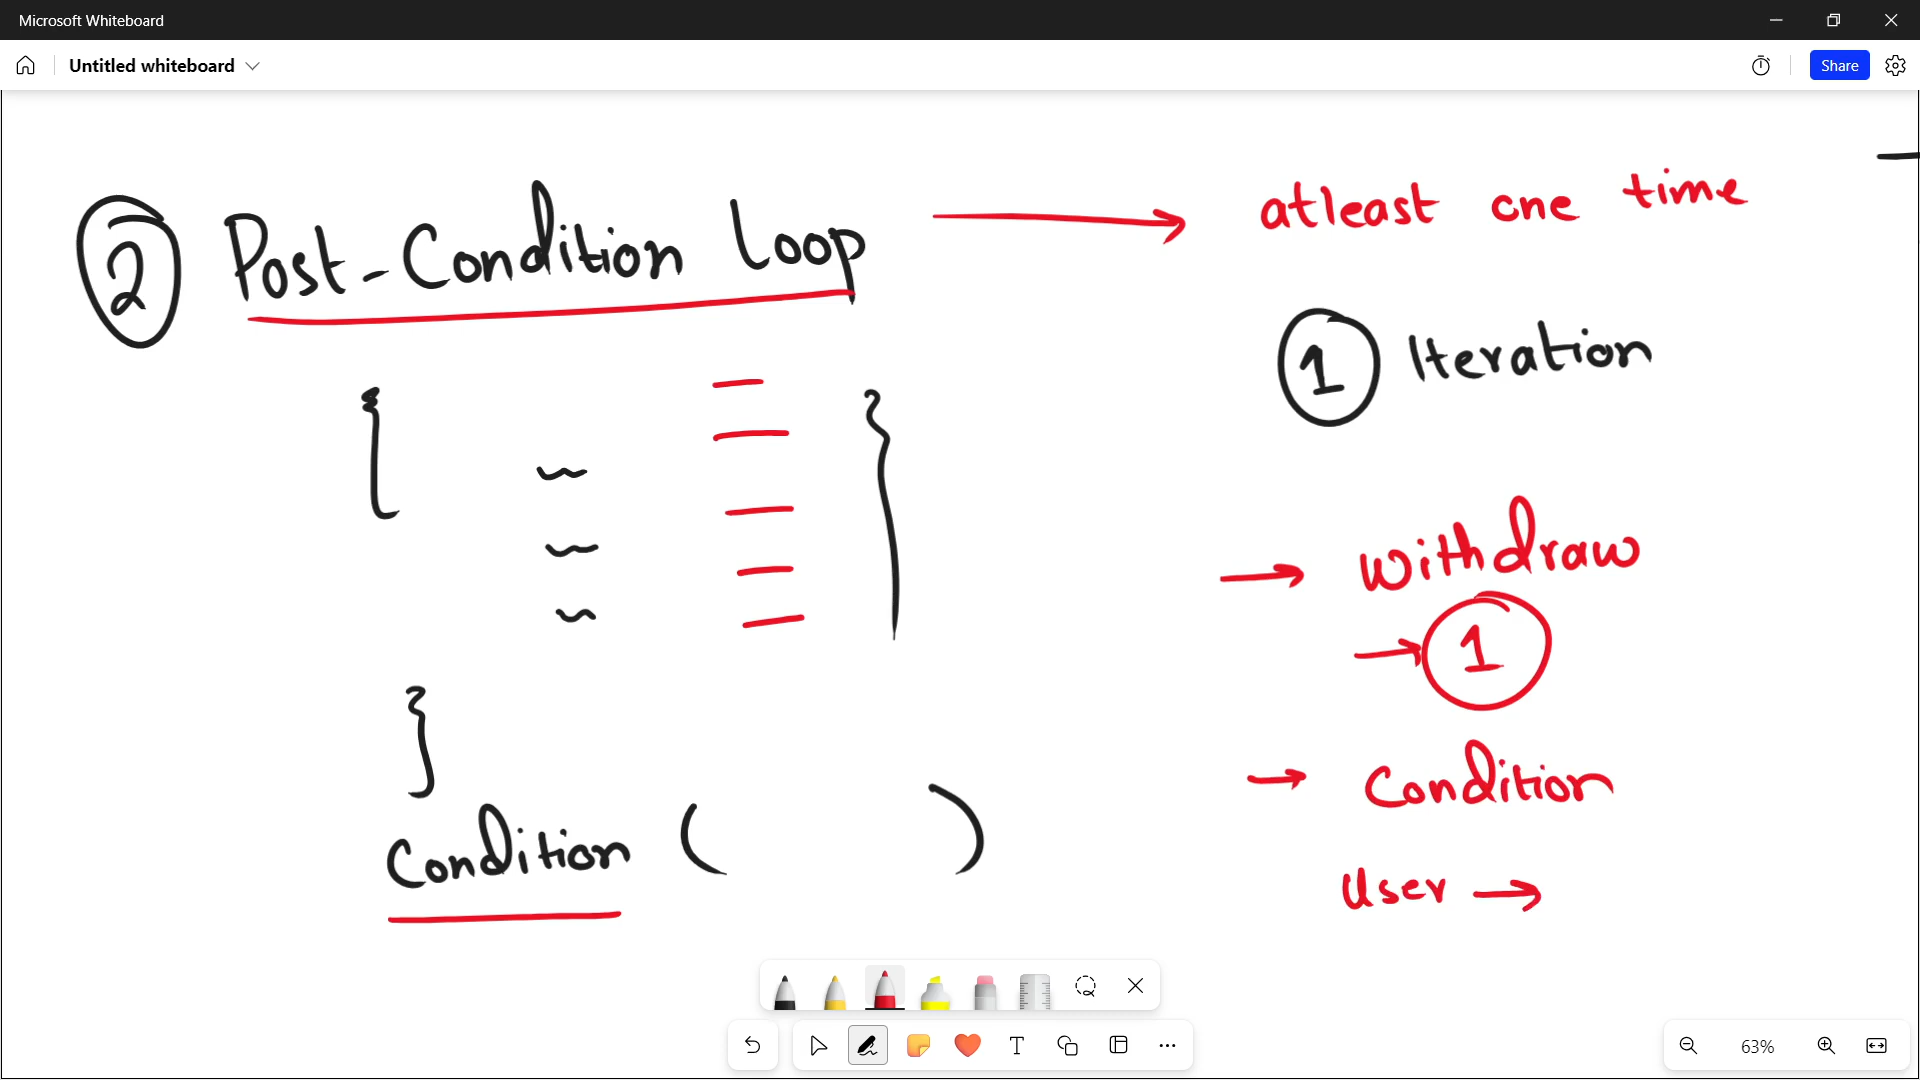 Microsoft Whiteboard
Untitled whiteboard
Share
2 Post-Condition Loop
atleast one time
1 Iteration
{
}
}
Condition ( )
withdraw
1
Condition
User
63%